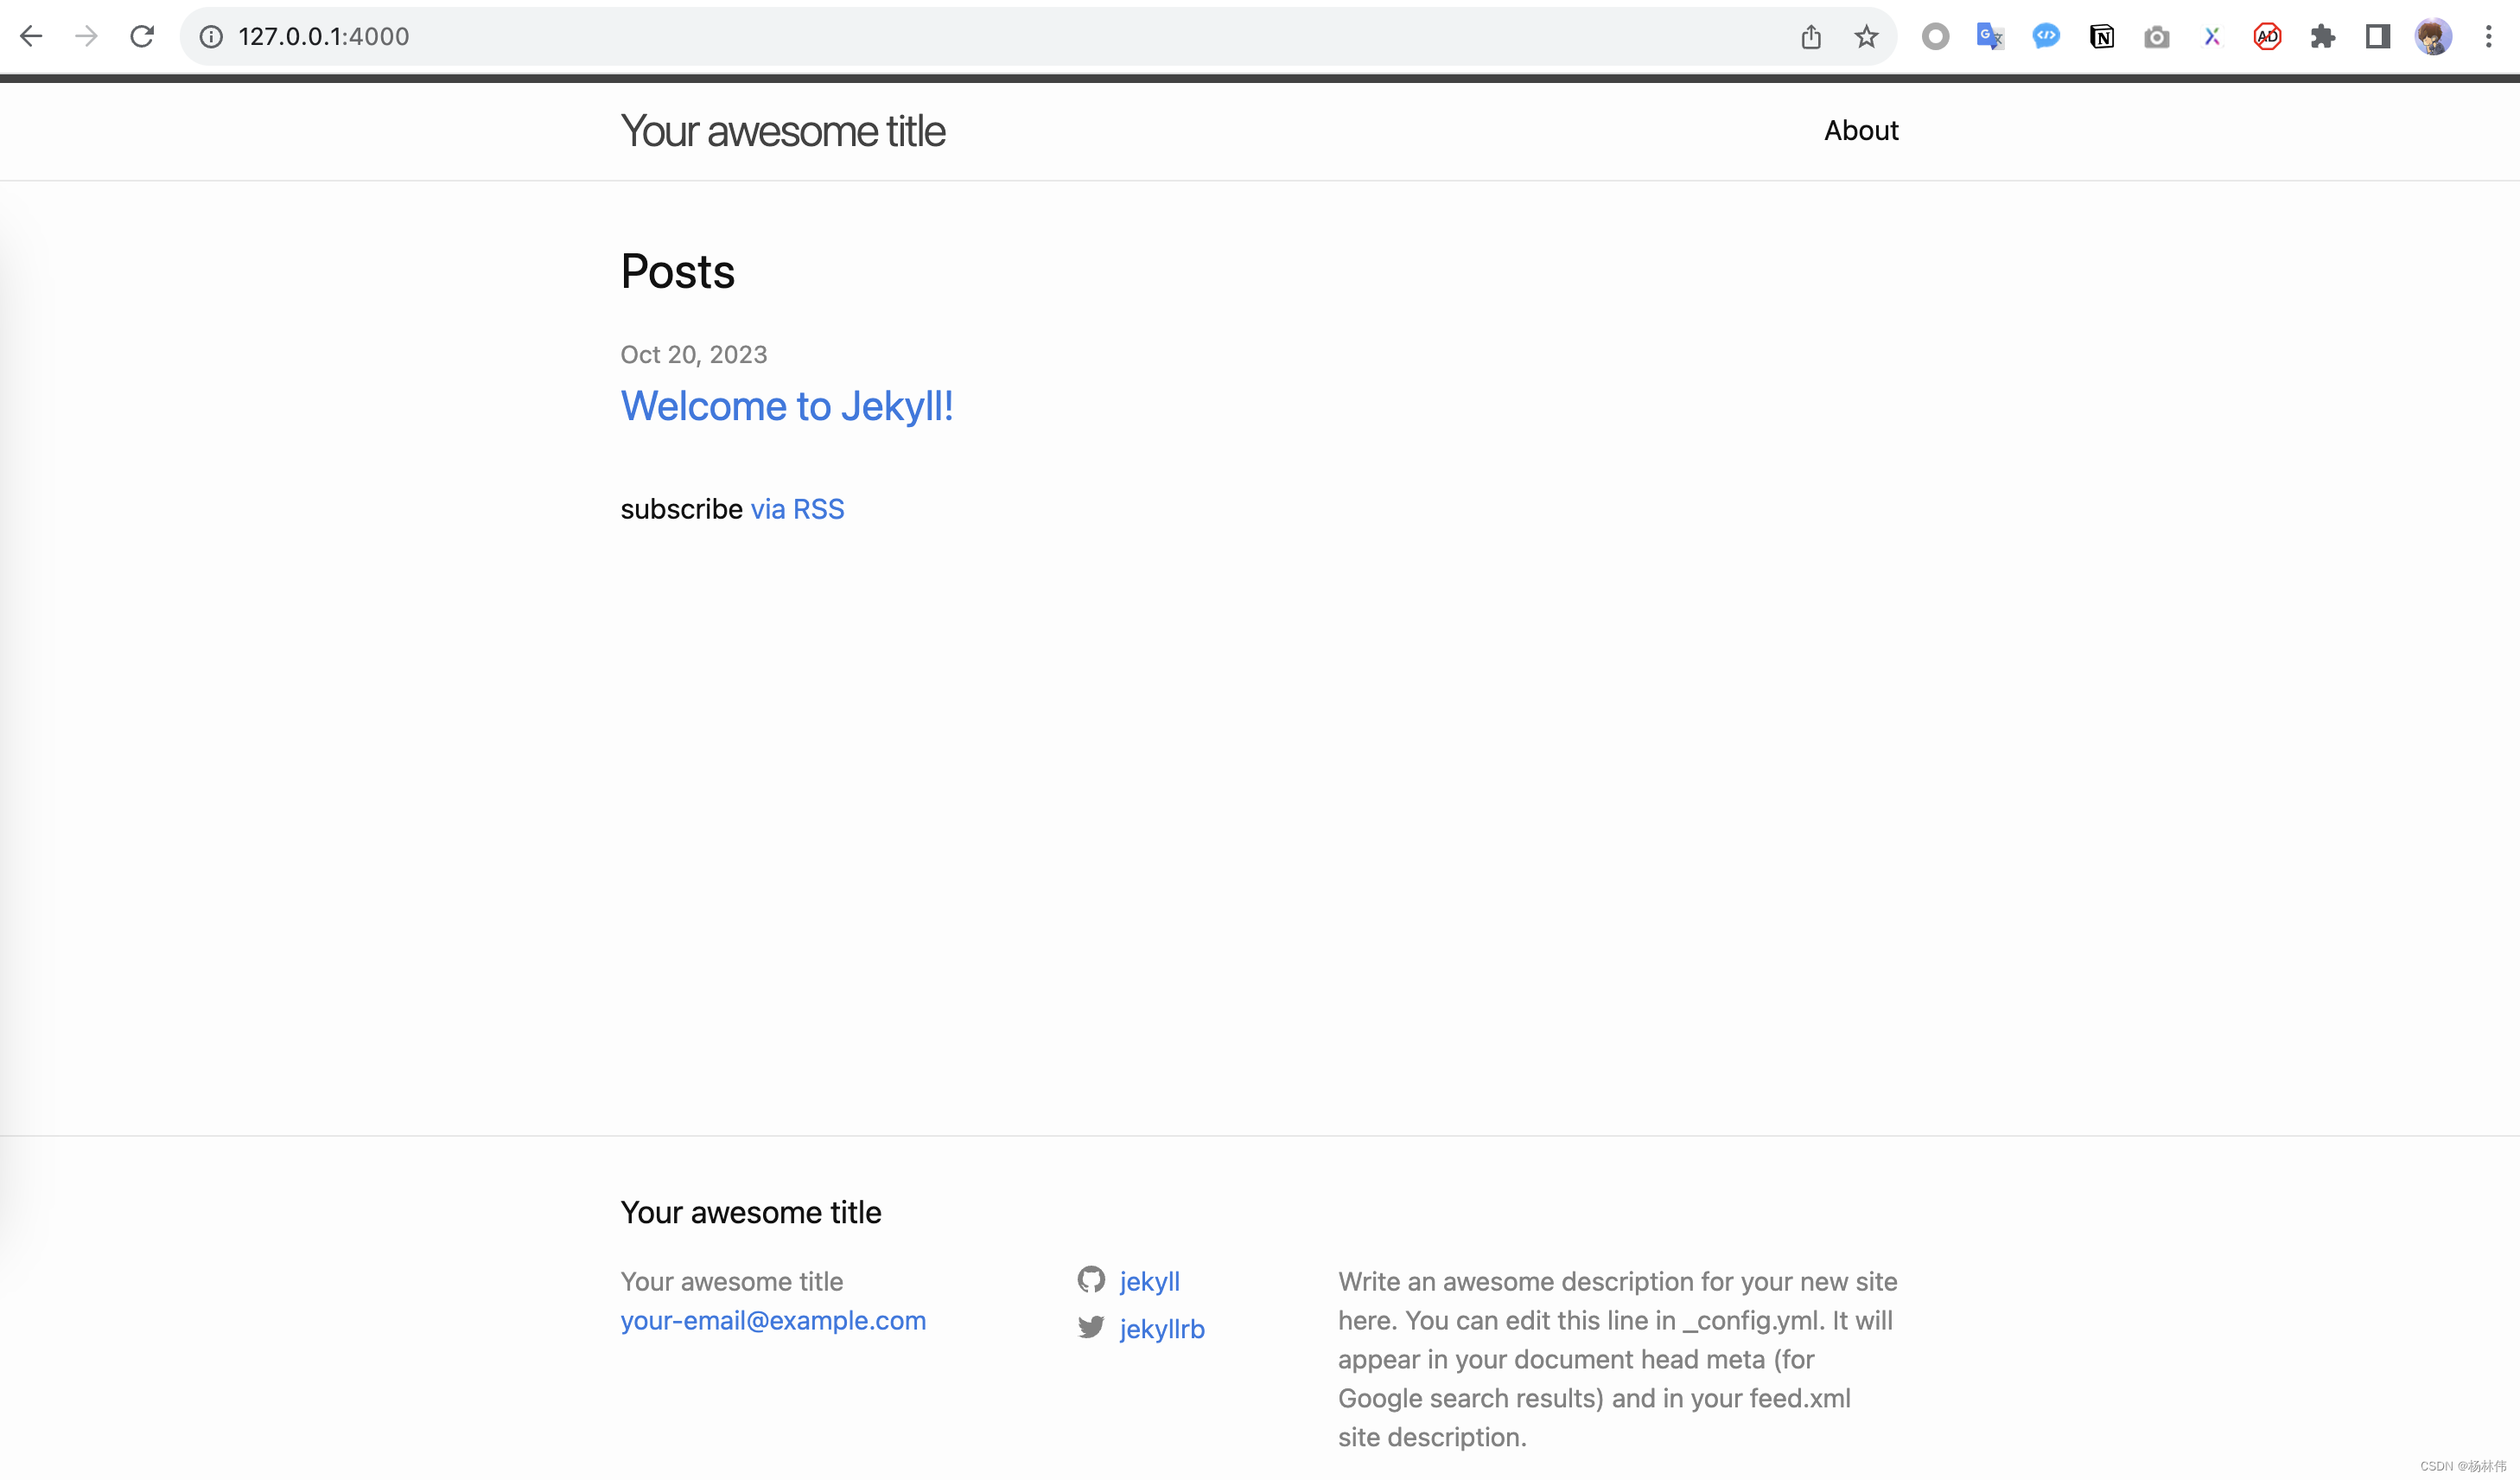 127.0.0.1:4000
Your awesome title
About
Posts
Oct 20, 2023
Welcome to Jekyll!
subscribe via RSS
Your awesome title
Your awesome title
your-email@example.com
jekyll
jekyllrb
Write an awesome description for your new site
here. You can edit this line in _config.yml. It will
appear in your document head meta (for
Google search results) and in your feed.xml
site description.
CSDN @杨林伟